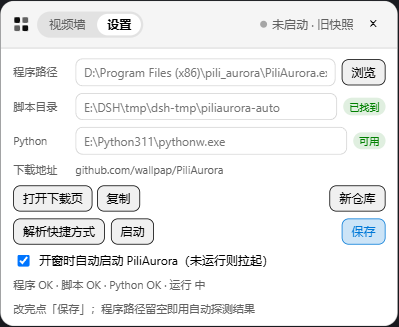 视频墙 设置 未启动 · 旧快照 ×
程序路径 D:\Program Files (x86)\pili_aurora\PiliAurora.ex 浏览
脚本目录 E:\DSH\tmp\dsh-tmp\piliaurora-auto 已找到
Python E:\Python311\pythonw.exe 可用
下载地址 github.com/wallpap/PiliAurora
打开下载页 复制 新仓库
解析快捷方式 启动 保存
开窗时自动启动 PiliAurora（未运行则拉起）
程序 OK · 脚本 OK · Python OK · 运行 中
改完点「保存」；程序路径留空即用自动探测结果